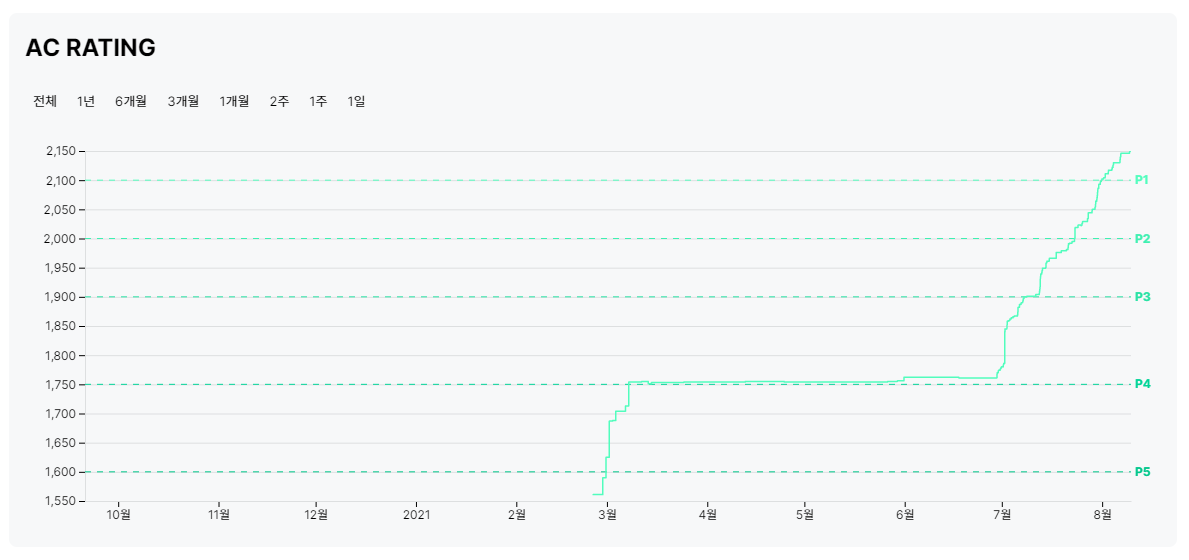 AC RATING
전체 1년 6개월 3개월 1개월 2주 1주 1일
2,150
2,100 P1
2,050
2,000 P2
1,950
1,900 P3
1,850
1,800
1,750 P4
1,700
1,650
1,600 P5
1,550
10월 11월 12월 2021 2월 3월 4월 5월 6월 7월 8월